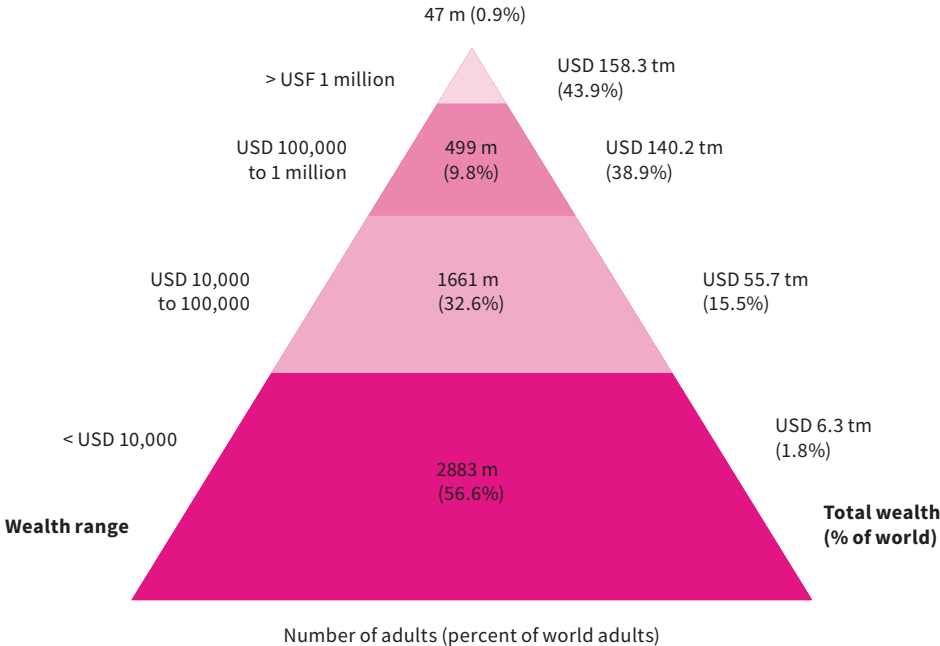 47 m (0.9%)
> USF 1 million
USD 158.3 tm
(43.9%)
USD 100,000
to 1 million
499 m
(9.8%)
USD 140.2 tm
(38.9%)
USD 10,000
to 100,000
1661 m
(32.6%)
USD 55.7 tm
(15.5%)
< USD 10,000
2883 m
(56.6%)
USD 6.3 tm
(1.8%)
Wealth range
Total wealth
(% of world)
Number of adults (percent of world adults)